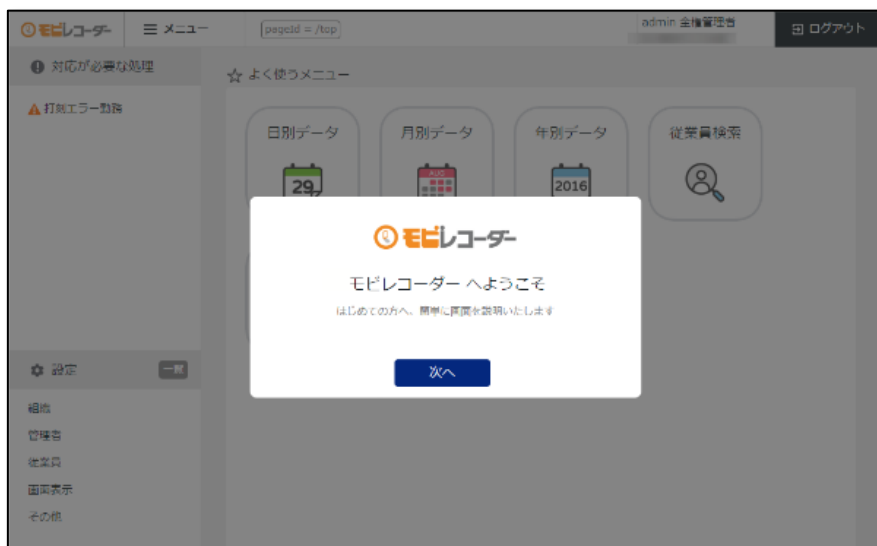 モビレコーダー
メニュー
pageId = /top
admin 全権管理者
ログアウト
対応が必要な処理
打刻エラー勤務
よく使うメニュー
日別データ
月別データ
年別データ
従業員検索
29
AUG
2016
モビレコーダー
モビレコーダー へようこそ
はじめての方へ、簡単に画面を説明いたします
次へ
設定
一覧
組織
管理者
従業員
画面表示
その他